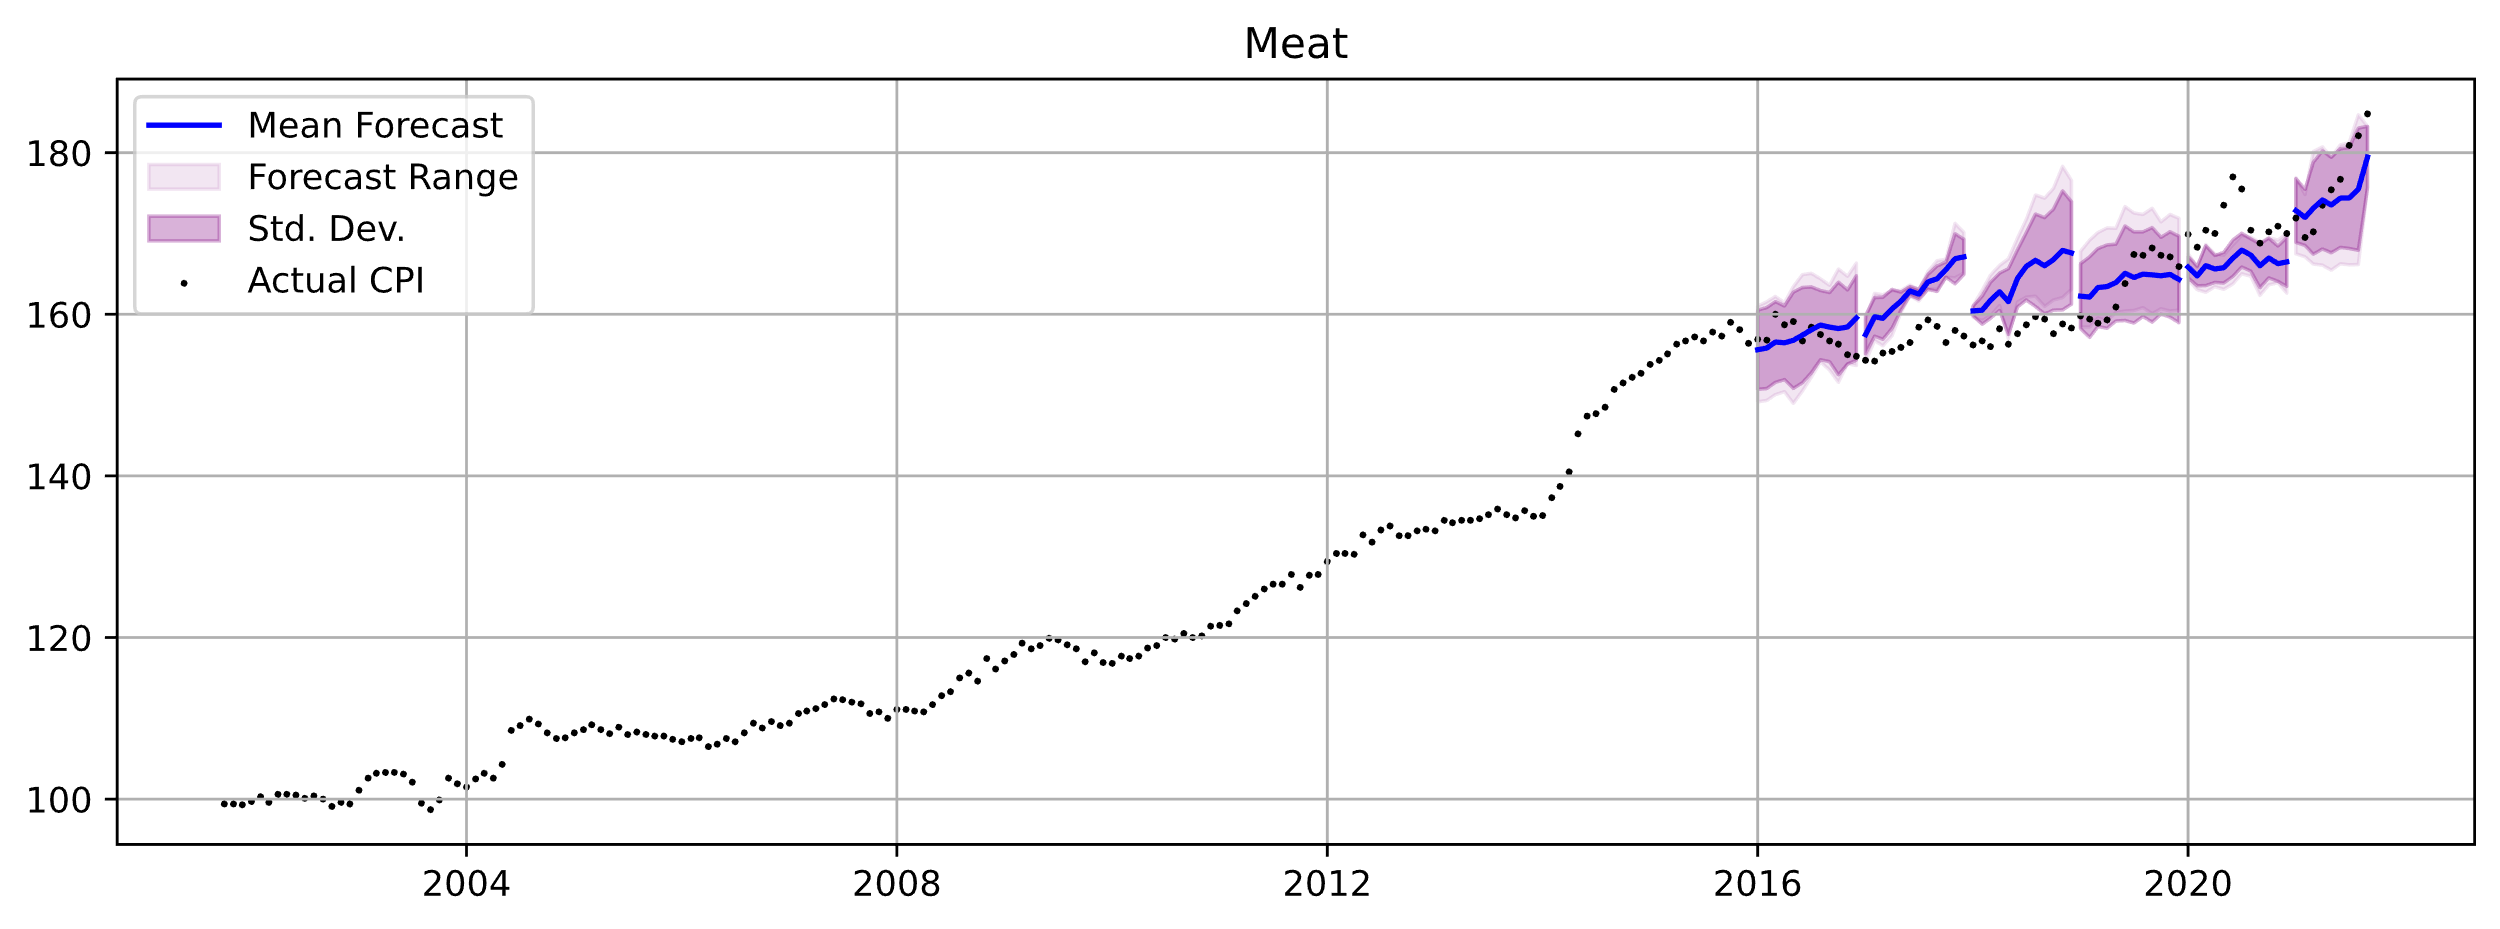 Meat
Mean Forecast
Forecast Range
Std. Dev.
Actual CPI
180
160
140
120
100
2004 2008 2012 2016 2020